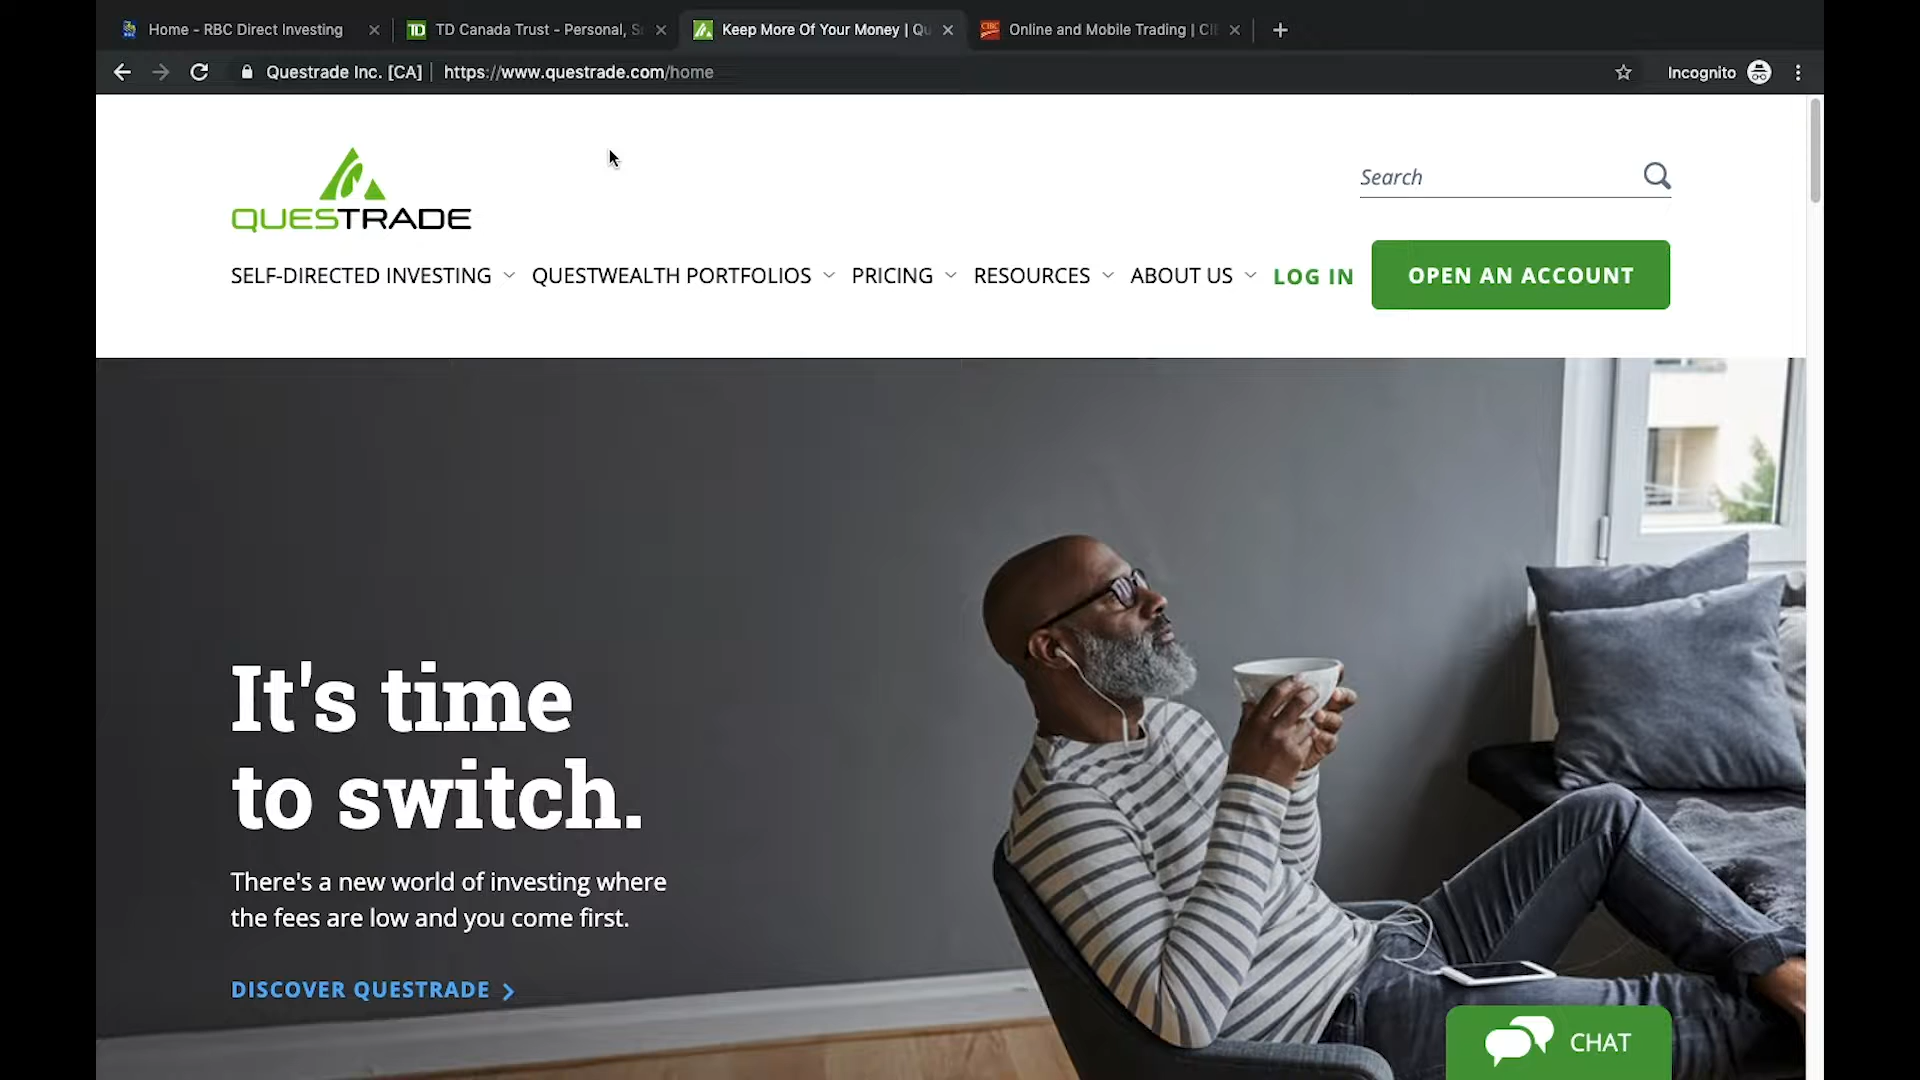 Home - RBC Direct Investing
TD Canada Trust - Personal, S
Keep More Of Your Money | Qu
Online and Mobile Trading | CI
Questrade Inc. [CA] | https://www.questrade.com/home
Incognito
QUESTRADE
Search
SELF-DIRECTED INVESTING
QUESTWEALTH PORTFOLIOS
PRICING
RESOURCES
ABOUT US
LOG IN
OPEN AN ACCOUNT
It's time
to switch.
There's a new world of investing where
the fees are low and you come first.
DISCOVER QUESTRADE
CHAT